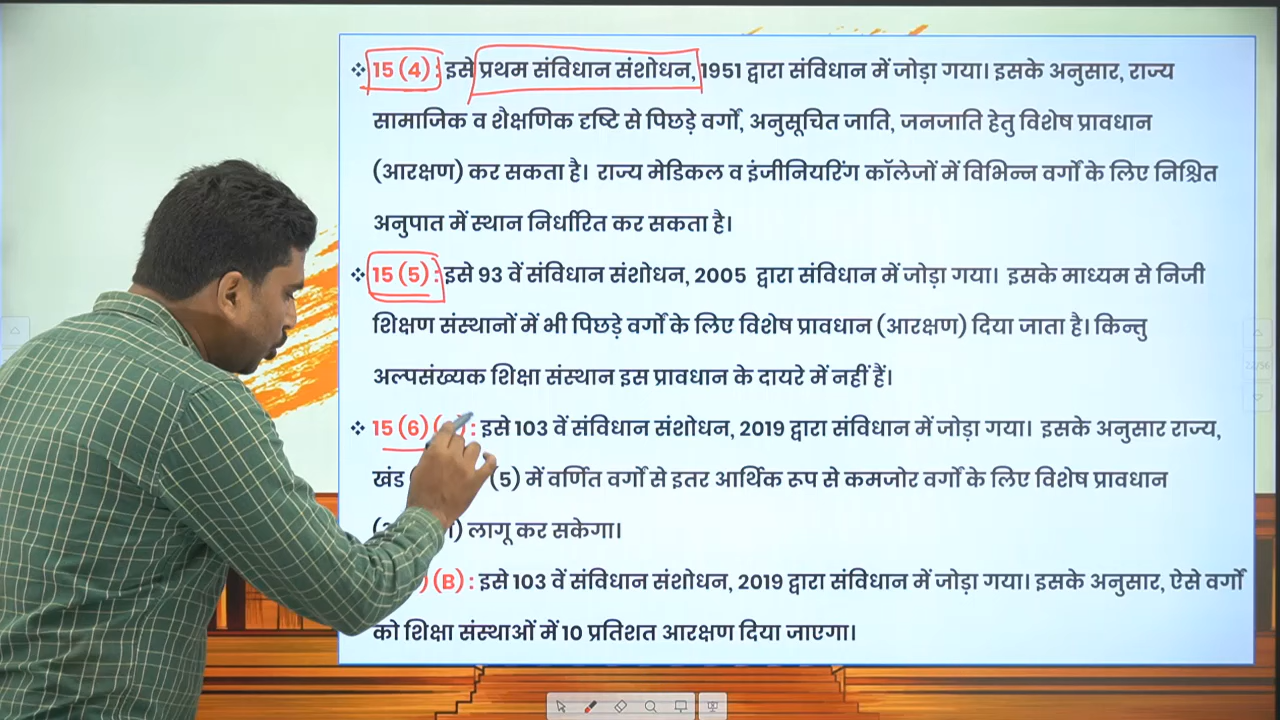 ❖ 15 (4) : इसे प्रथम संविधान संशोधन, 1951 द्वारा संविधान में जोड़ा गया। इसके अनुसार, राज्य
सामाजिक व शैक्षणिक दृष्टि से पिछड़े वर्गों, अनुसूचित जाति, जनजाति हेतु विशेष प्रावधान
(आरक्षण) कर सकता है। राज्य मेडिकल व इंजीनियरिंग कॉलेजों में विभिन्न वर्गों के लिए निश्चित
अनुपात में स्थान निर्धारित कर सकता है।
❖ 15 (5) : इसे 93 वें संविधान संशोधन, 2005 द्वारा संविधान में जोड़ा गया। इसके माध्यम से निजी
शिक्षण संस्थानों में भी पिछड़े वर्गों के लिए विशेष प्रावधान (आरक्षण) दिया जाता है। किन्तु
अल्पसंख्यक शिक्षा संस्थान इस प्रावधान के दायरे में नहीं हैं।
❖ 15 (6) : इसे 103 वें संविधान संशोधन, 2019 द्वारा संविधान में जोड़ा गया। इसके अनुसार राज्य,
खंड (5) में वर्णित वर्गों से इतर आर्थिक रूप से कमजोर वर्गों के लिए विशेष प्रावधान
लागू कर सकेगा।
(B) : इसे 103 वें संविधान संशोधन, 2019 द्वारा संविधान में जोड़ा गया। इसके अनुसार, ऐसे वर्गों
को शिक्षा संस्थाओं में 10 प्रतिशत आरक्षण दिया जाएगा।